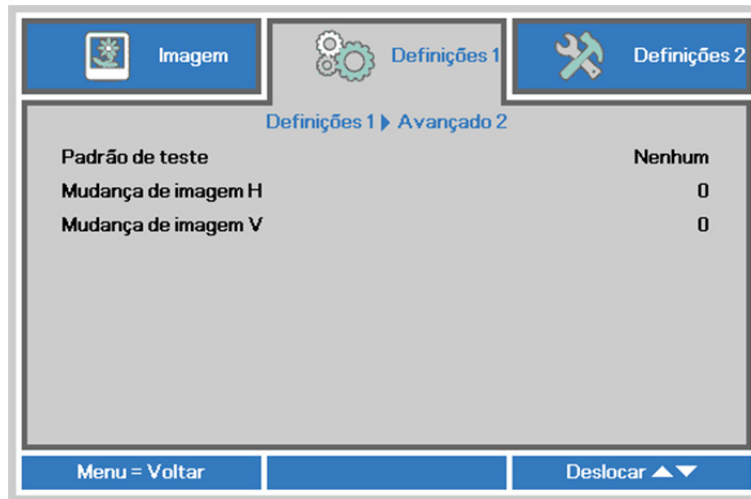 Imagem Definições 1 Definições 2
Definições 1 ▶ Avançado 2
Padrão de teste Nenhum
Mudança de imagem H 0
Mudança de imagem V 0
Menu = Voltar Deslocar ▲▼